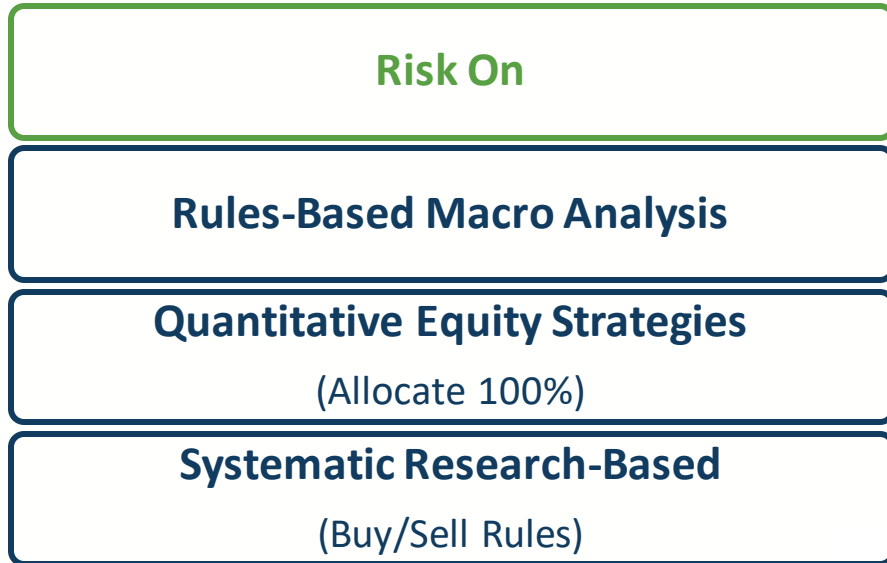 Risk On
Rules-Based Macro Analysis
Quantitative Equity Strategies
(Allocate 100%)
Systematic Research-Based
(Buy/Sell Rules)